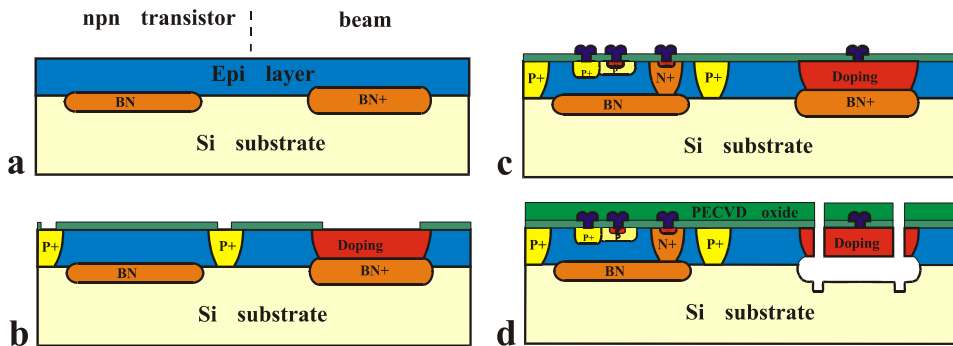 npn transistor
beam
Epi layer
BN
BN+
Si substrate
a
P+
P+
Doping
BN
BN+
Si substrate
b
P+
P+
P
N+
P+
Doping
BN
BN+
Si substrate
c
PECVD oxide
P+
P+
P
N+
P+
Doping
BN
Si substrate
d